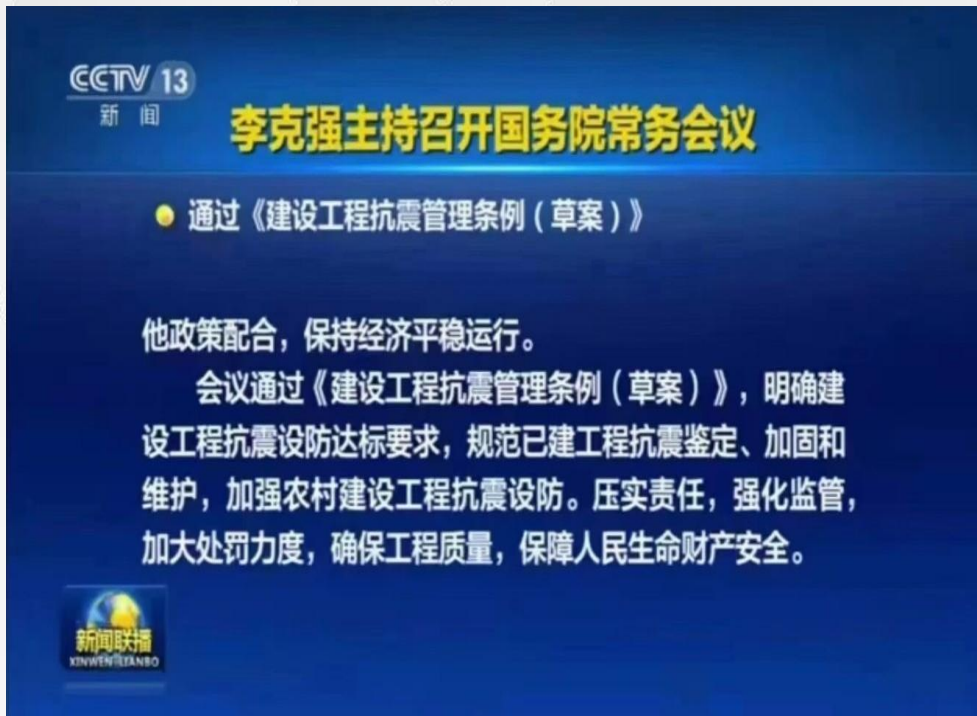 CCTV 13
新闻
李克强主持召开国务院常务会议
通过《建设工程抗震管理条例（草案）》
他政策配合，保持经济平稳运行。
会议通过《建设工程抗震管理条例（草案）》，明确建
设工程抗震设防达标要求，规范已建工程抗震鉴定、加固和
维护，加强农村建设工程抗震设防。压实责任，强化监管，
加大处罚力度，确保工程质量，保障人民生命财产安全。
新闻联播
XINWEN LIANBO